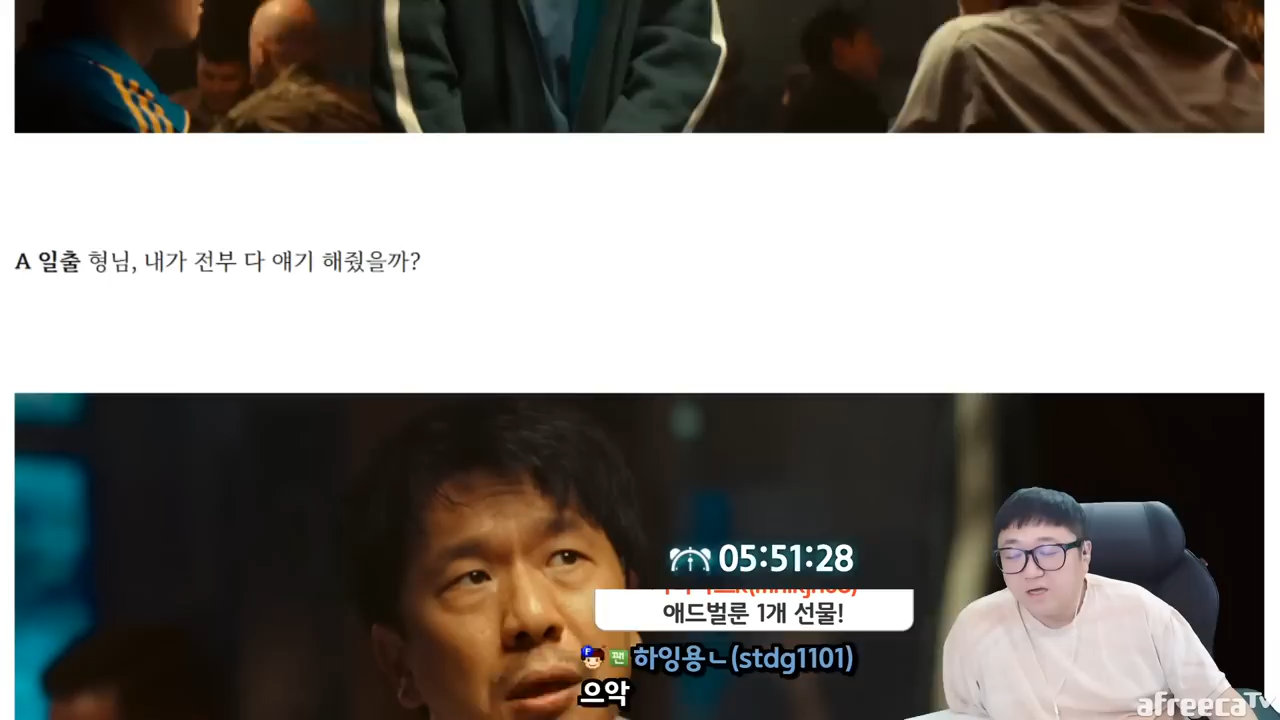 A 일출 형님, 내가 전부 다 얘기 해줬을까?
05:51:28
애드벌룬 1개 선물!
F 팬 하잉용ㄴ(stdg1101)
으악
afreecaTV